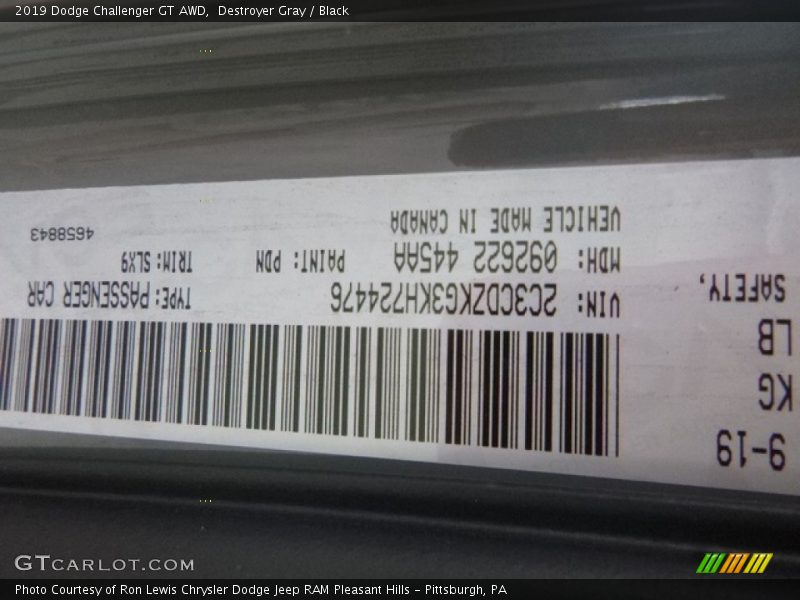 2019 Dodge Challenger GT AWD,  Destroyer Gray / Black
9-19
KG
LB
SAFETY,
VIN: 2C3CDZKG3KH724476
TYPE: PASSENGER CAR
MDH: 092622 445AA
PAINT: PDN
TRIM: SLX9
VEHICLE MADE IN CANADA
4658843
GTCARLOT.COM
Photo Courtesy of Ron Lewis Chrysler Dodge Jeep RAM Pleasant Hills - Pittsburgh, PA